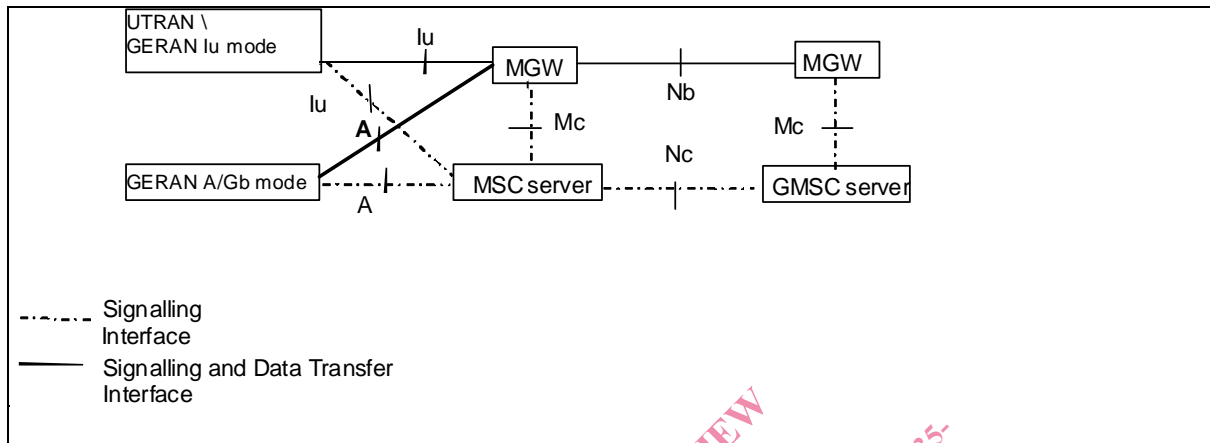 UTRAN \
GERAN Iu mode
Iu
MGW
MGW
Nb
Iu
A
Mc
Mc
Nc
GERAN A/Gb mode
MSC server
GMSC server
A
Signalling
Interface
Signalling and Data Transfer
Interface